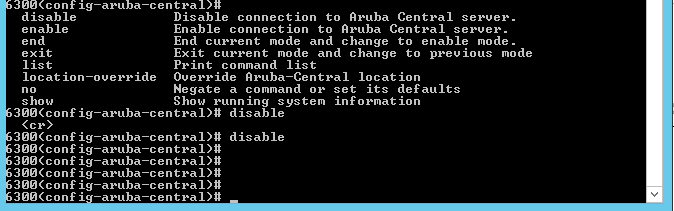 6300(config-aruba-central)#
disable Disable connection to Aruba Central server.
enable Enable connection to Aruba Central server.
end End current mode and change to enable mode.
exit Exit current mode and change to previous mode
list Print command list
location-override Override Aruba-Central location
no Negate a command or set its defaults
show Show running system information
6300(config-aruba-central)# disable
<cr>
6300(config-aruba-central)# disable
6300(config-aruba-central)#
6300(config-aruba-central)#
6300(config-aruba-central)#
6300(config-aruba-central)#
6300(config-aruba-central)# _